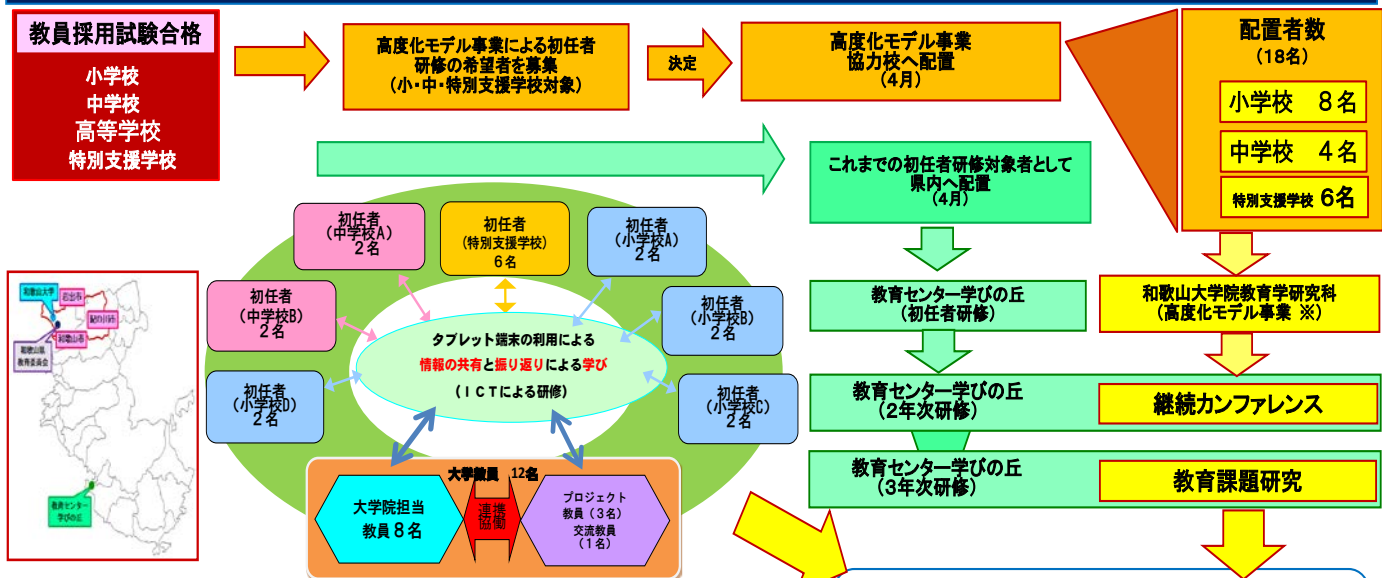 教員採用試験合格
小学校
中学校
高等学校
特別支援学校
高度化モデル事業による初任者
研修の希望者を募集
(小・中・特別支援学校対象)
決定
高度化モデル事業
協力校へ配置
(4月)
配置者数
(18名)
小学校 8名
中学校 4名
特別支援学校 6名
これまでの初任者研修対象者として
県内へ配置
(4月)
初任者
(中学校A)
2名
初任者
(特別支援学校)
6名
初任者
(小学校A)
2名
初任者
(中学校B)
2名
初任者
(小学校B)
2名
初任者
(小学校D)
2名
初任者
(小学校C)
2名
タブレット端末の利用による
情報の共有と振り返りによる学び
(ICTによる研修)
大学教員 12名
大学院担当
教員8名
連携
協働
プロジェクト
教員(3名)
交流教員
(1名)
教育センター学びの丘
(初任者研修)
和歌山大学院教育学研究科
(高度化モデル事業 ※)
教育センター学びの丘
(2年次研修)
継続カンファレンス
教育センター学びの丘
(3年次研修)
教育課題研究
和歌山大学
岩出市
紀の川市
和歌山市
和歌山県
教育委員会
教育センター
学びの丘